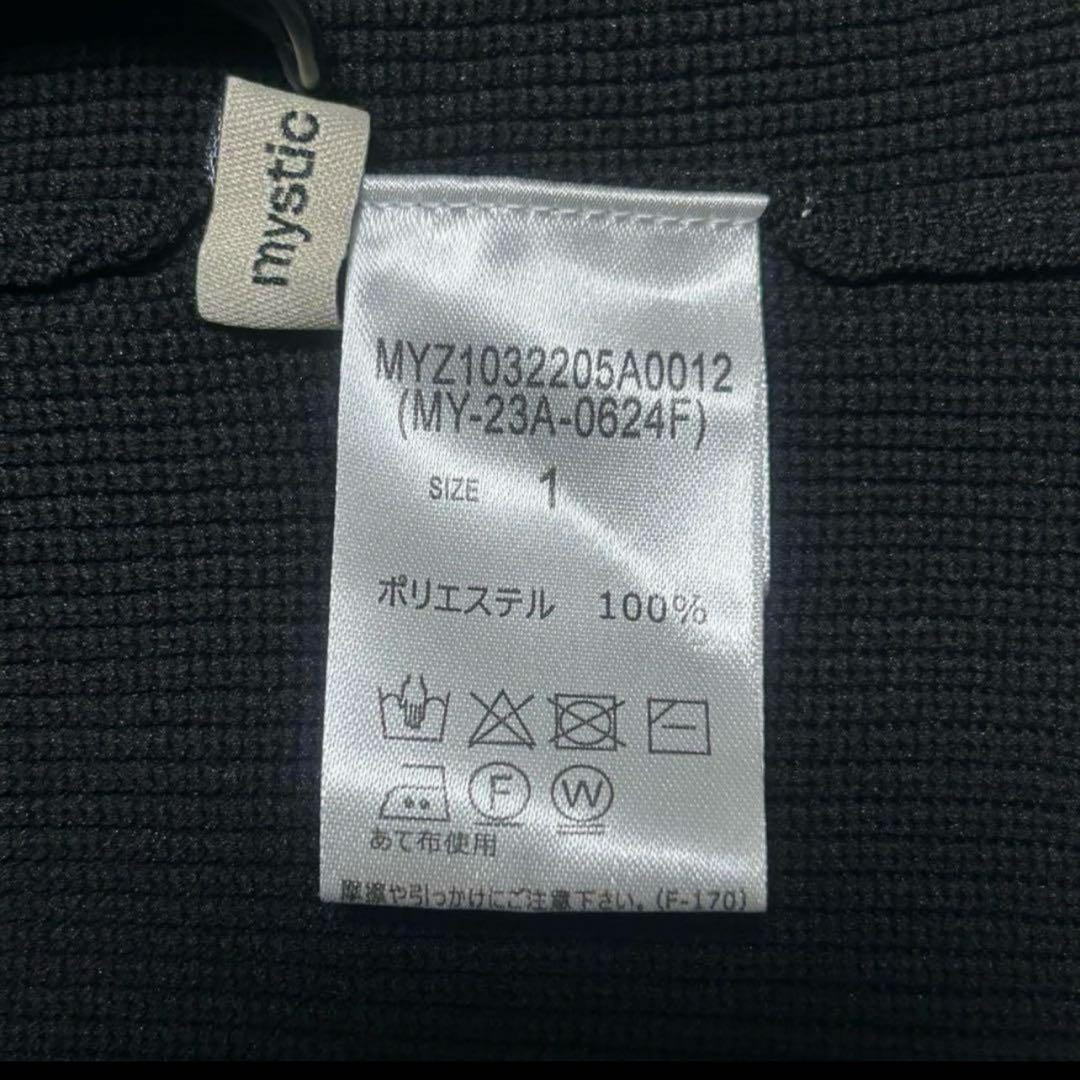 mystic
MYZ1032205A0012
(MY-23A-0624F)
SIZE 1
ポリエステル 100%
F W
あて布使用
摩擦や引っかけにご注意下さい。(F-170)